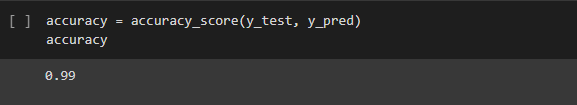 [ ] accuracy = accuracy_score(y_test, y_pred)
accuracy
0.99